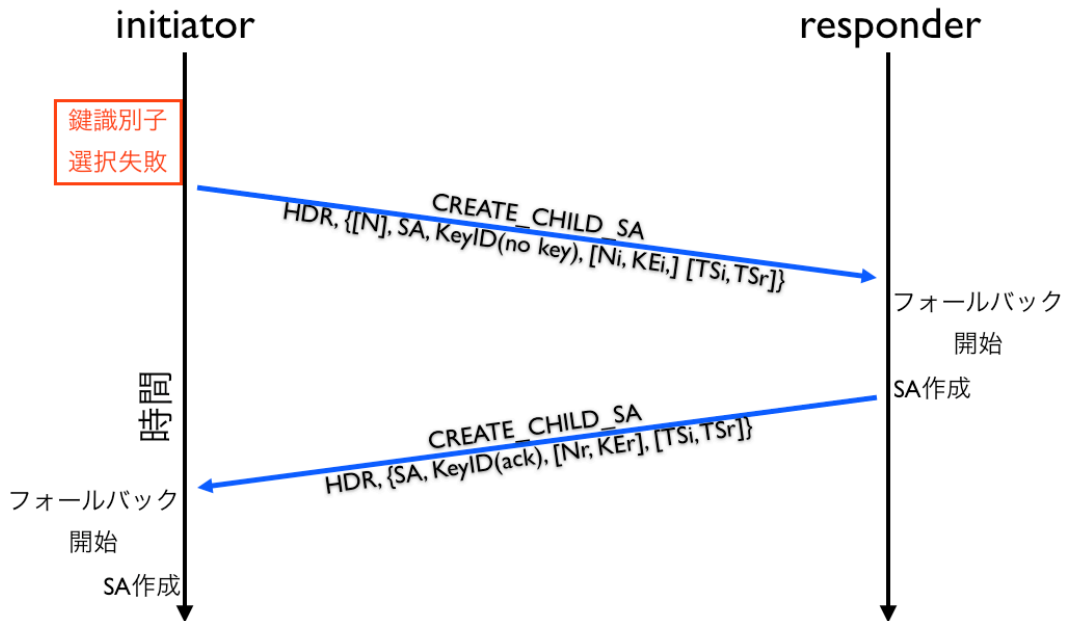 initiator
responder
鍵識別子
選択失敗
CREATE_CHILD_SA
HDR, {[N], SA, KeyID(no key), [Ni, KEi,] [TSi, TSr]}
フォールバック
開始
SA作成
時間
CREATE_CHILD_SA
HDR, {SA, KeyID(ack), [Nr, KEr], [TSi, TSr]}
フォールバック
開始
SA作成